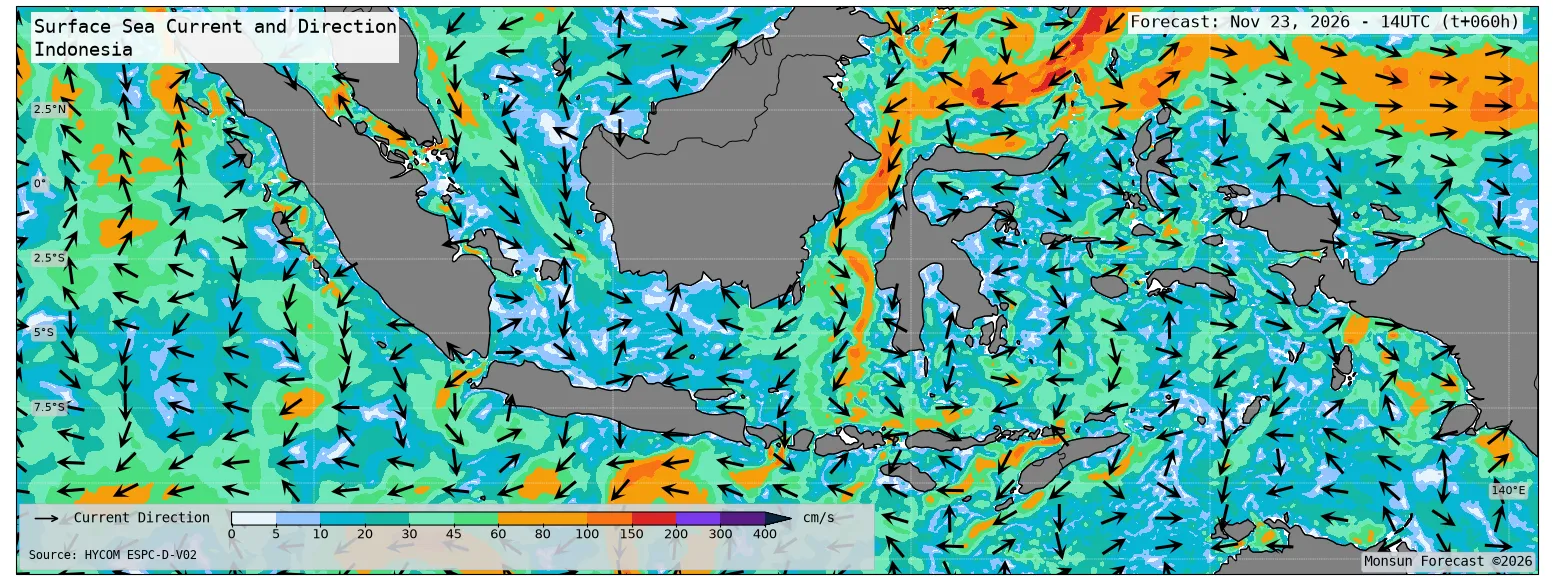 Surface Sea Current and Direction
Indonesia
Forecast: Nov 23, 2026 - 14UTC (t+060h)
2.5°N
0°
2.5°S
5°S
7.5°S
140°E
Current Direction
0 5 10 20 30 45 60 80 100 150 200 300 400 cm/s
Source: HYCOM ESPC-D-V02
Monsun Forecast ©2026